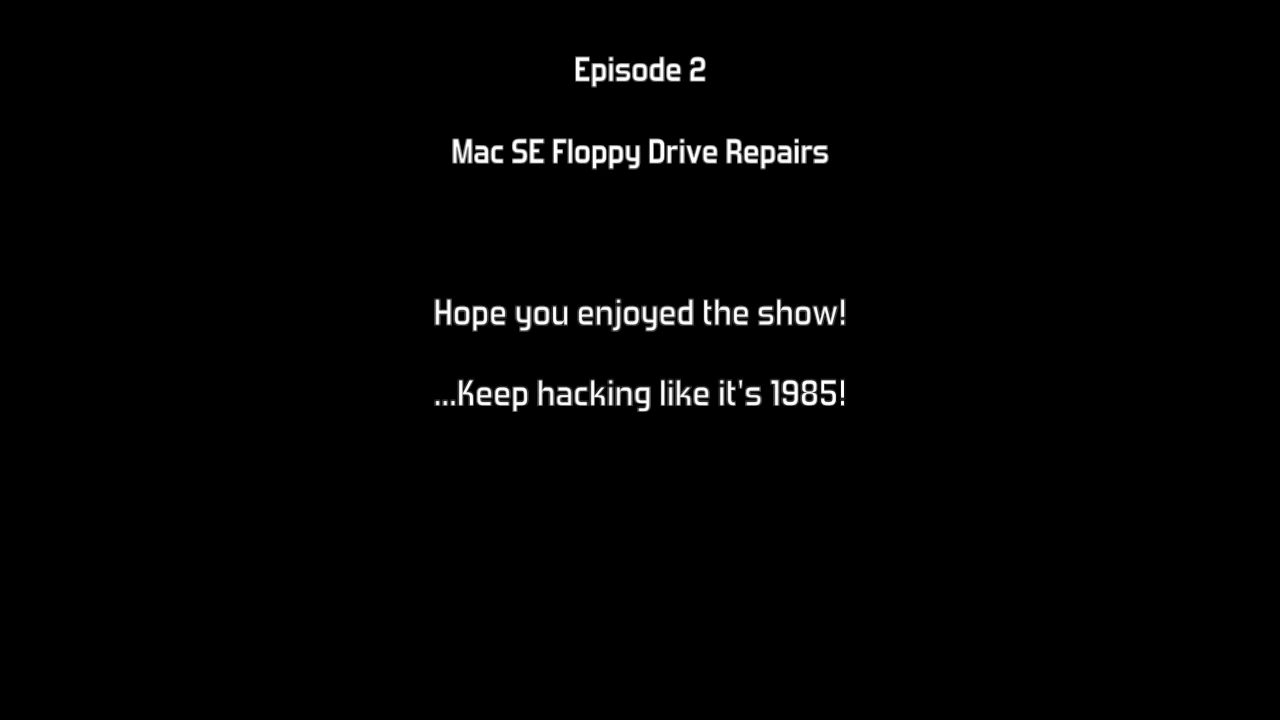 Episode 2
Mac SE Floppy Drive Repairs
Hope you enjoyed the show!
...Keep hacking like it's 1985!